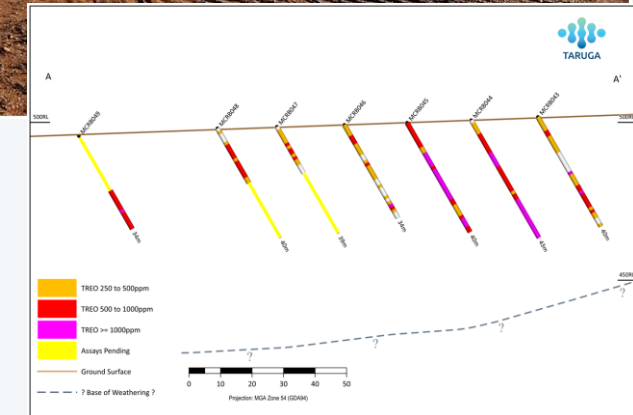 TARUGA
A
A'
500RL
500RL
MCRB049
MCRB048
MCRB047
MCRB046
MCRB045
MCRB044
MCRB043
34m
40m
39m
34m
40m
43m
40m
450RL
TREO 250 to 500ppm
TREO 500 to 1000ppm
TREO >= 1000ppm
Assays Pending
Ground Surface
? Base of Weathering ?
?
?
?
?
?
0 10 20 30 40 50
Projection: MGA Zone 54 (GDA94)